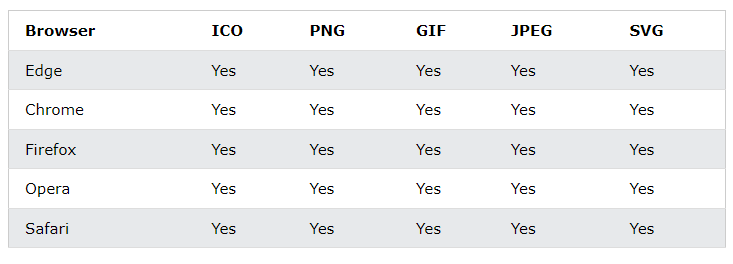 Browser ICO PNG GIF JPEG SVG
Edge Yes Yes Yes Yes Yes
Chrome Yes Yes Yes Yes Yes
Firefox Yes Yes Yes Yes Yes
Opera Yes Yes Yes Yes Yes
Safari Yes Yes Yes Yes Yes